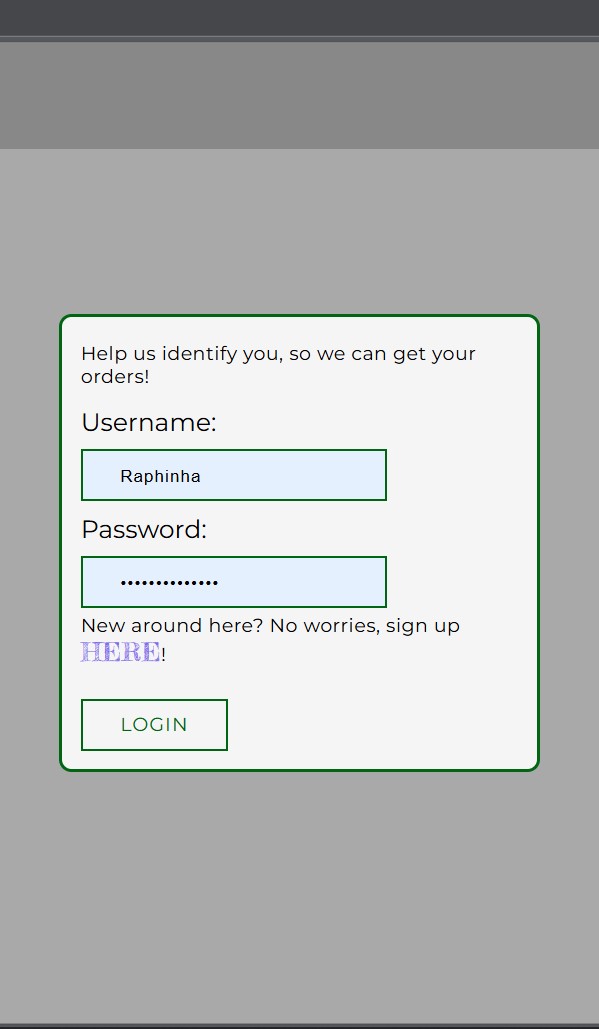 Help us identify you, so we can get your
orders!
Username:
Raphinha
Password:
••••••••••••••
New around here? No worries, sign up
HERE!
LOGIN